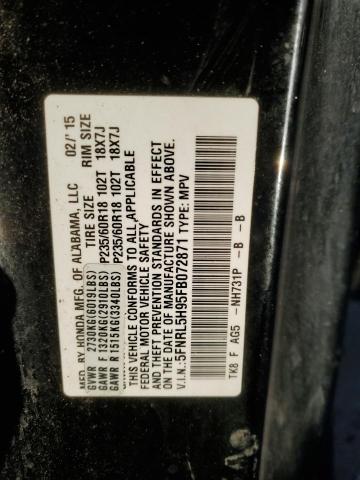 MFD. BY HONDA MFG. OF ALABAMA, LLC 02/'15
TIRE SIZE RIM SIZE
GVWR 2730KG(6019LBS)
GAWR F 1320KG(2910LBS) P235/60R18 102T 18X7J
GAWR R 1515KG(3340LBS) P235/60R18 102T 18X7J
THIS VEHICLE CONFORMS TO ALL APPLICABLE
FEDERAL MOTOR VEHICLE SAFETY
AND THEFT PREVENTION STANDARDS IN EFFECT
ON THE DATE OF MANUFACTURE SHOWN ABOVE.
V.I.N.:5FNRL5H95FB072871 TYPE: MPV
TK8 F AG5 -NH731P -B -B